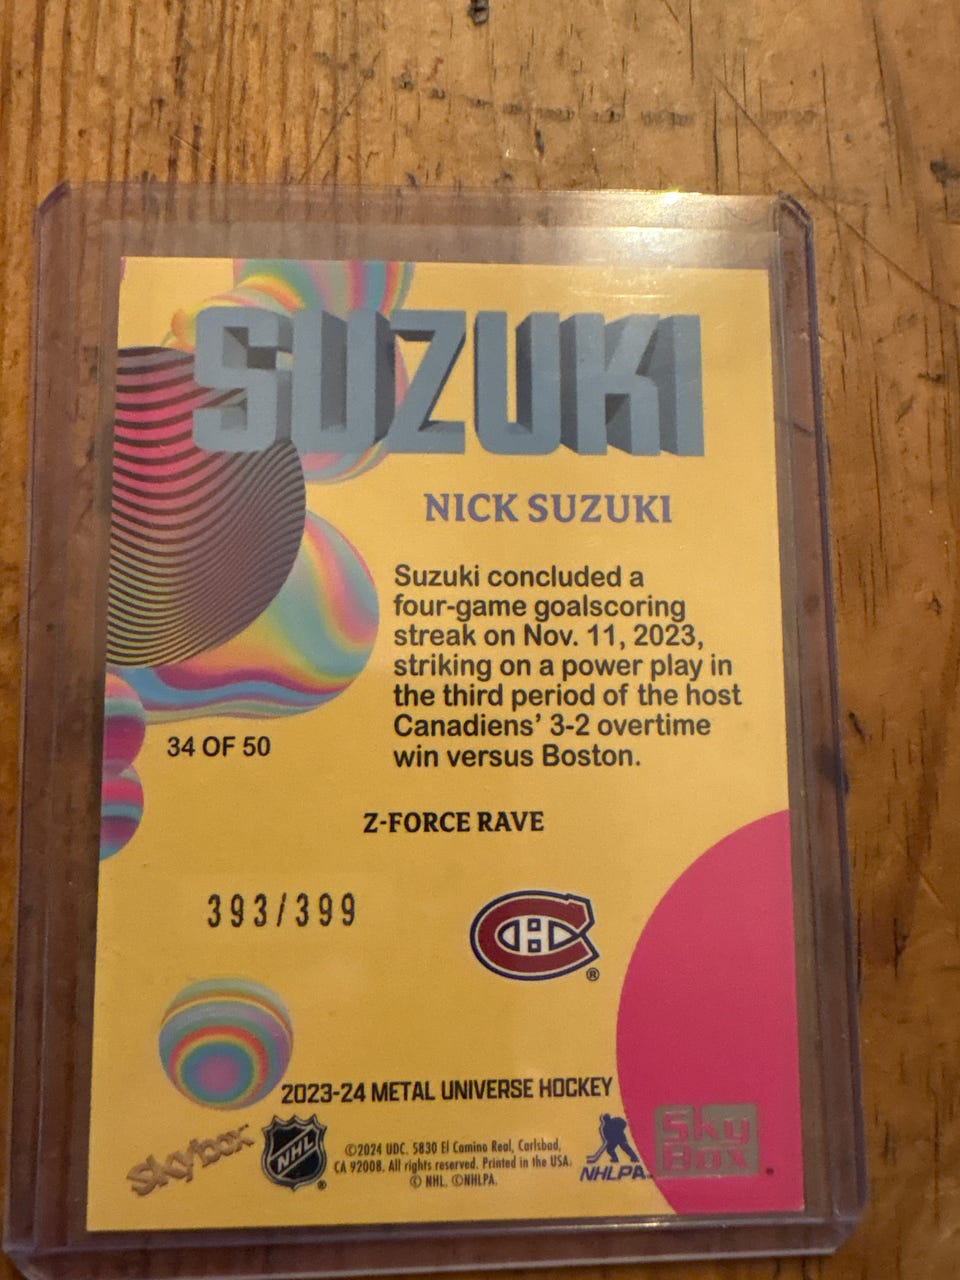 SUZUKI
NICK SUZUKI
Suzuki concluded a
four-game goalscoring
streak on Nov. 11, 2023,
striking on a power play in
the third period of the host
Canadiens’ 3-2 overtime
win versus Boston.
34 OF 50
Z-FORCE RAVE
393/399
®
2023-24 METAL UNIVERSE HOCKEY
Skybox
NHL
®
©2024 UDC. 5830 El Camino Real, Carlsbad,
CA 92008. All rights reserved. Printed in the USA.
© NHL. ©NHLPA.
NHLPA
Sky
Box